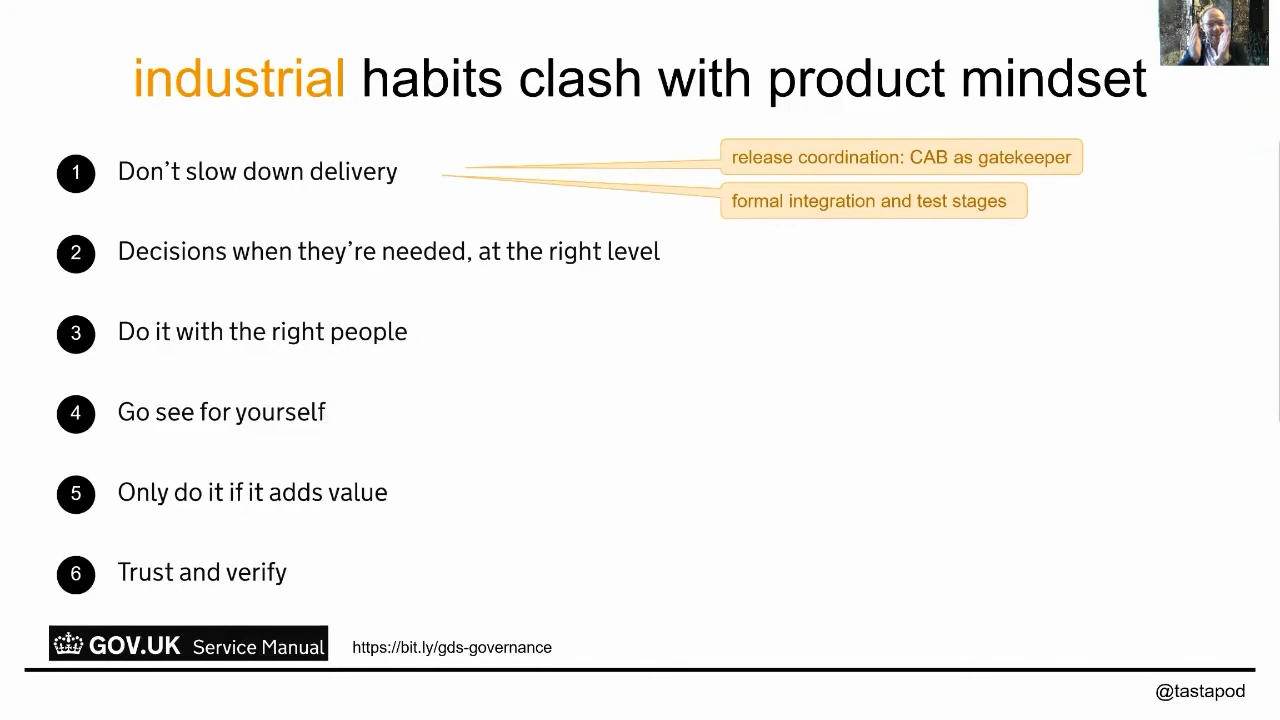 industrial habits clash with product mindset
1 Don’t slow down delivery
release coordination: CAB as gatekeeper
formal integration and test stages
2 Decisions when they’re needed, at the right level
3 Do it with the right people
4 Go see for yourself
5 Only do it if it adds value
6 Trust and verify
GOV.UK Service Manual https://bit.ly/gds-governance
@tastapod